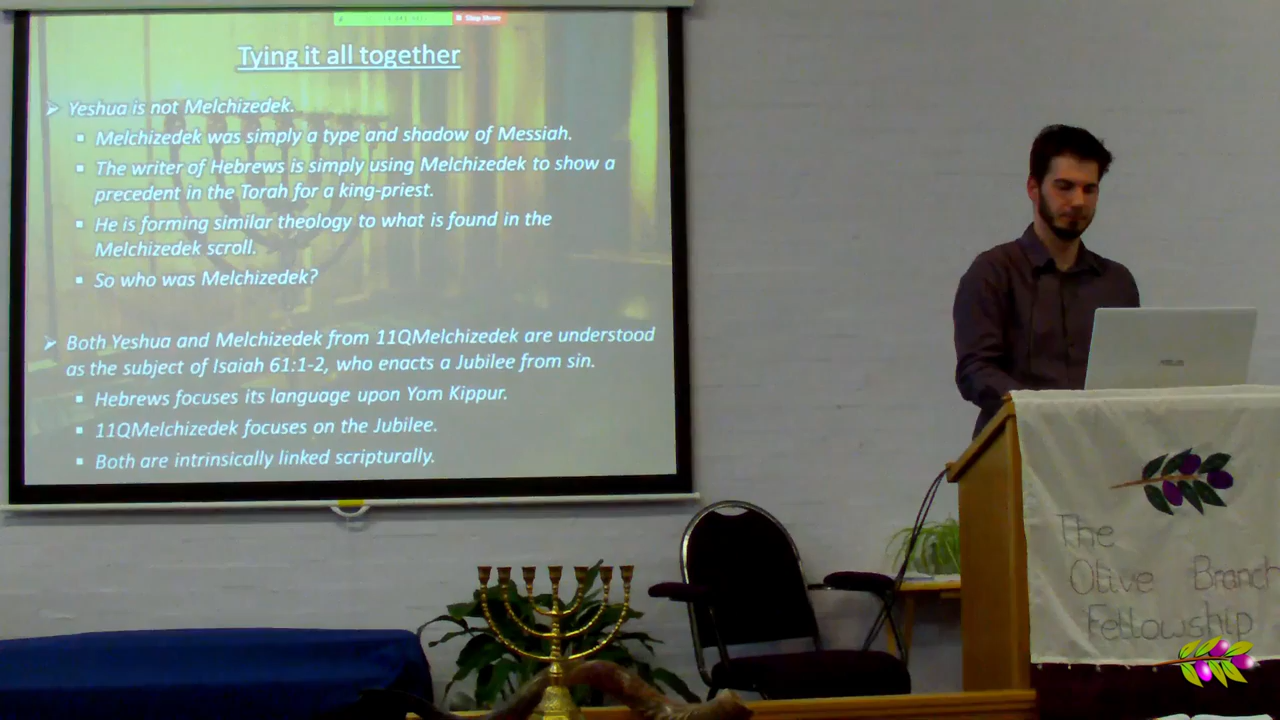 Stop Share
Tying it all together
Yeshua is not Melchizedek.
Melchizedek was simply a type and shadow of Messiah.
The writer of Hebrews is simply using Melchizedek to show a
precedent in the Torah for a king-priest.
He is forming similar theology to what is found in the
Melchizedek scroll.
So who was Melchizedek?
Both Yeshua and Melchizedek from 11QMelchizedek are understood
as the subject of Isaiah 61:1-2, who enacts a Jubilee from sin.
Hebrews focuses its language upon Yom Kippur.
11QMelchizedek focuses on the Jubilee.
Both are intrinsically linked scripturally.
The
Olive Branch
Fellowship